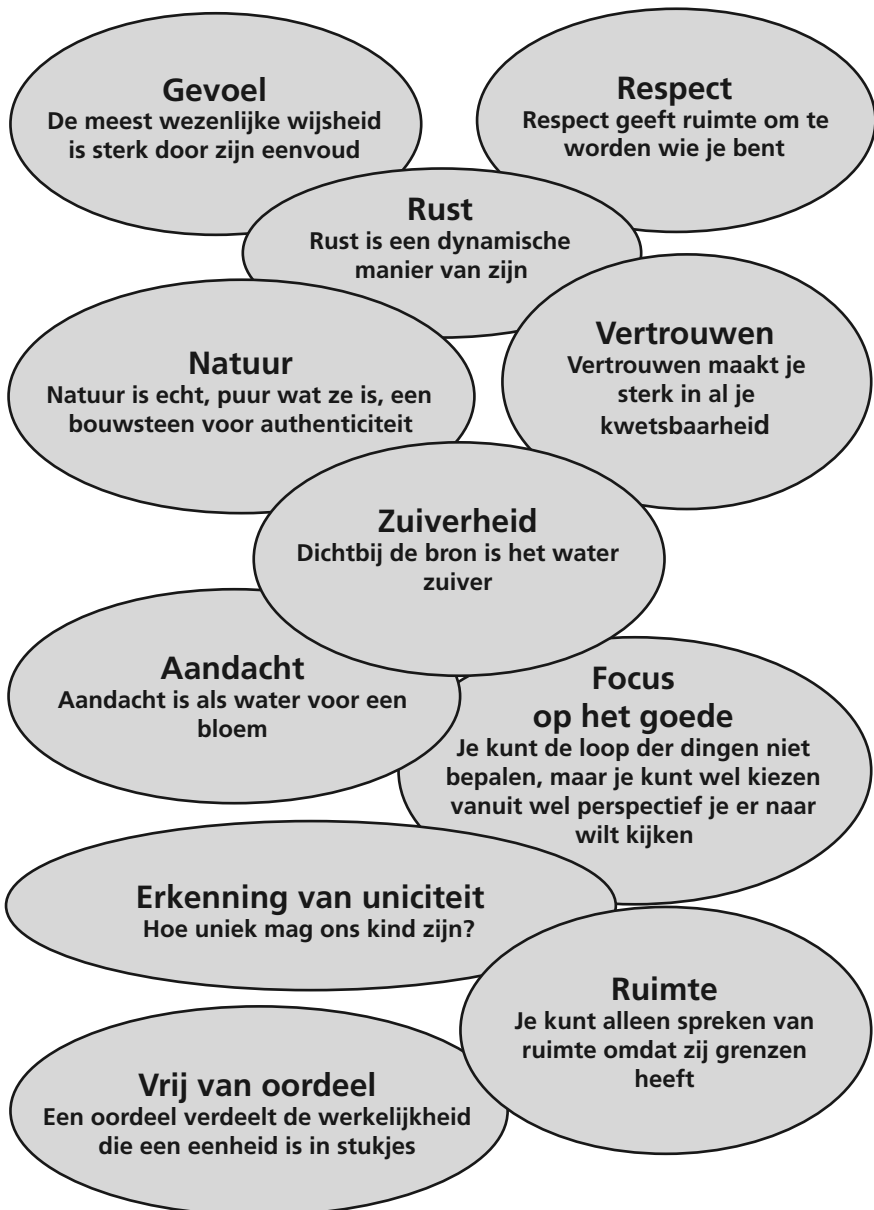 Gevoel
De meest wezenlijke wijsheid
is sterk door zijn eenvoud
Respect
Respect geeft ruimte om te
worden wie je bent
Rust
Rust is een dynamische
manier van zijn
Natuur
Natuur is echt, puur wat ze is, een
bouwsteen voor authenticiteit
Vertrouwen
Vertrouwen maakt je
sterk in al je
kwetsbaarheid
Zuiverheid
Dichtbij de bron is het water
zuiver
Aandacht
Aandacht is als water voor een
bloem
Focus
op het goede
Je kunt de loop der dingen niet
bepalen, maar je kunt wel kiezen
vanuit wel perspectief je er naar
wilt kijken
Erkenning van uniciteit
Hoe uniek mag ons kind zijn?
Ruimte
Je kunt alleen spreken van
ruimte omdat zij grenzen
heeft
Vrij van oordeel
Een oordeel verdeelt de werkelijkheid
die een eenheid is in stukjes